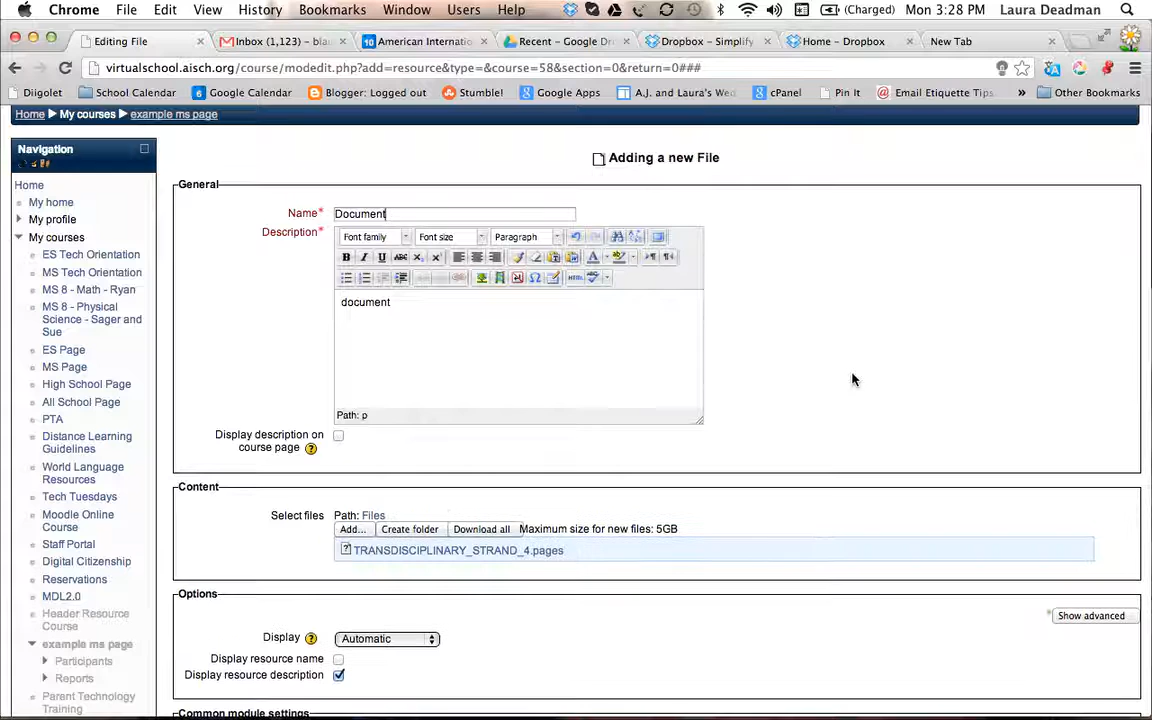 Chrome File Edit View History Bookmarks Window Users Help (Charged) Mon 3:28 PM Laura Deadman
Editing File Inbox (1,123) – bla American Internatio Recent – Google Dri Dropbox – Simplify Home – Dropbox New Tab
virtualschool.aisch.org/course/modedit.php?add=resource&type=&course=58&section=0&return=0###
Diigolet School Calendar Google Calendar Blogger: Logged out Stumble! Google Apps A.J. and Laura's We cPanel Pin It Email Etiquette Tips » Other Bookmarks
Home ▶ My courses ▶ example ms page
Navigation
Home
My home
My profile
My courses
ES Tech Orientation
MS Tech Orientation
MS 8 - Math - Ryan
MS 8 - Physical
Science - Sager and
Sue
ES Page
MS Page
High School Page
All School Page
PTA
Distance Learning
Guidelines
World Language
Resources
Tech Tuesdays
Moodle Online
Course
Staff Portal
Digital Citizenship
Reservations
MDL2.0
Header Resource
Course
example ms page
Participants
Reports
Parent Technology
Training
Adding a new File
General
Name* Document
Description*
Font family Font size Paragraph
B I U ABC
HTML
document
Path: p
Display description on
course page
Content
Select files Path: Files
Add... Create folder Download all Maximum size for new files: 5GB
TRANSDISCIPLINARY_STRAND_4.pages
Options
* Show advanced
Display Automatic
Display resource name
Display resource description
Common module settings